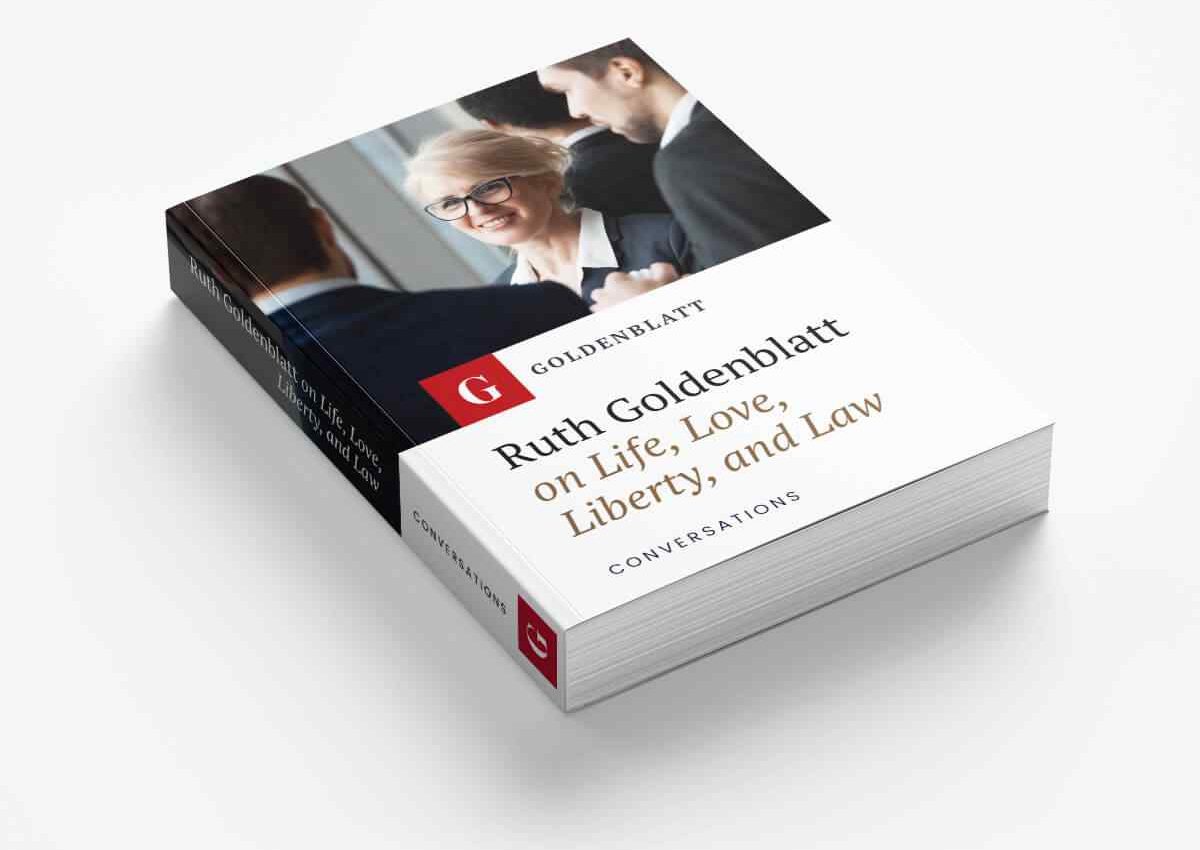 G
GOLDENBLATT
Ruth Goldenblatt
on Life, Love,
Liberty, and Law
CONVERSATIONS
Ruth Goldenblatt on Life, Love,
Liberty, and Law
CONVERSATIONS
G